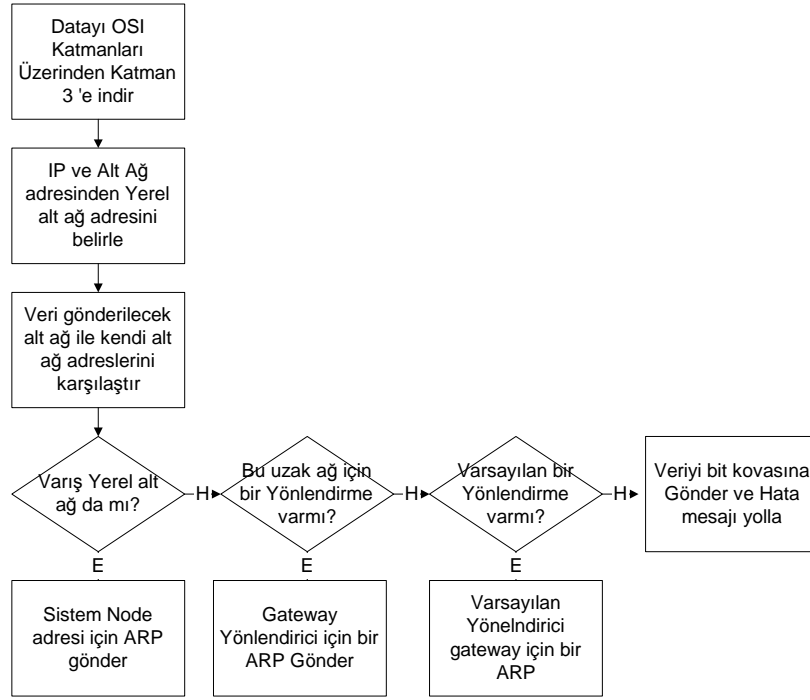 Datayı OSI
Katmanları
Üzerinden Katman
3 'e indir
IP ve Alt Ağ
adresinden Yerel
alt ağ adresini
belirle
Veri gönderilecek
alt ağ ile kendi alt
ağ adreslerini
karşılaştır
Varış Yerel alt
ağ da mı?
H
Bu uzak ağ için
bir Yönlendirme
varmı?
H
Varsayılan bir
Yönlendirme
varmı?
H
Veriyi bit kovasına
Gönder ve Hata
mesajı yolla
E
E
E
Sistem Node
adresi için ARP
gönder
Gateway
Yönlendirici için bir
ARP Gönder
Varsayılan
Yönelndirici
gateway için bir
ARP